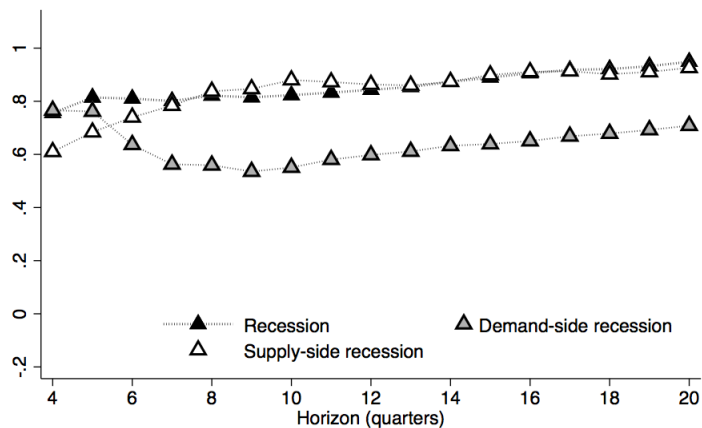 1
.8
.6
.4
.2
0
-.2
Recession
Demand-side recession
Supply-side recession
4 6 8 10 12 14 16 18 20
Horizon (quarters)